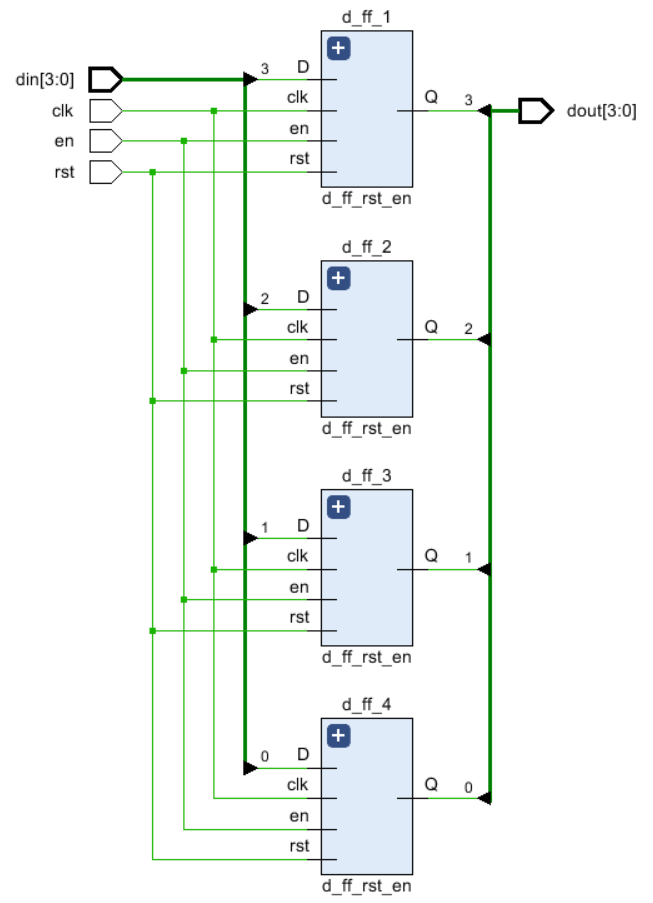 d_ff_1
din[3:0]
3 D
clk
clk
en
en
rst
rst
Q 3
dout[3:0]
d_ff_rst_en
d_ff_2
2 D
clk
en
rst
Q 2
d_ff_rst_en
d_ff_3
1 D
clk
en
rst
Q 1
d_ff_rst_en
d_ff_4
0 D
clk
en
rst
Q 0
d_ff_rst_en